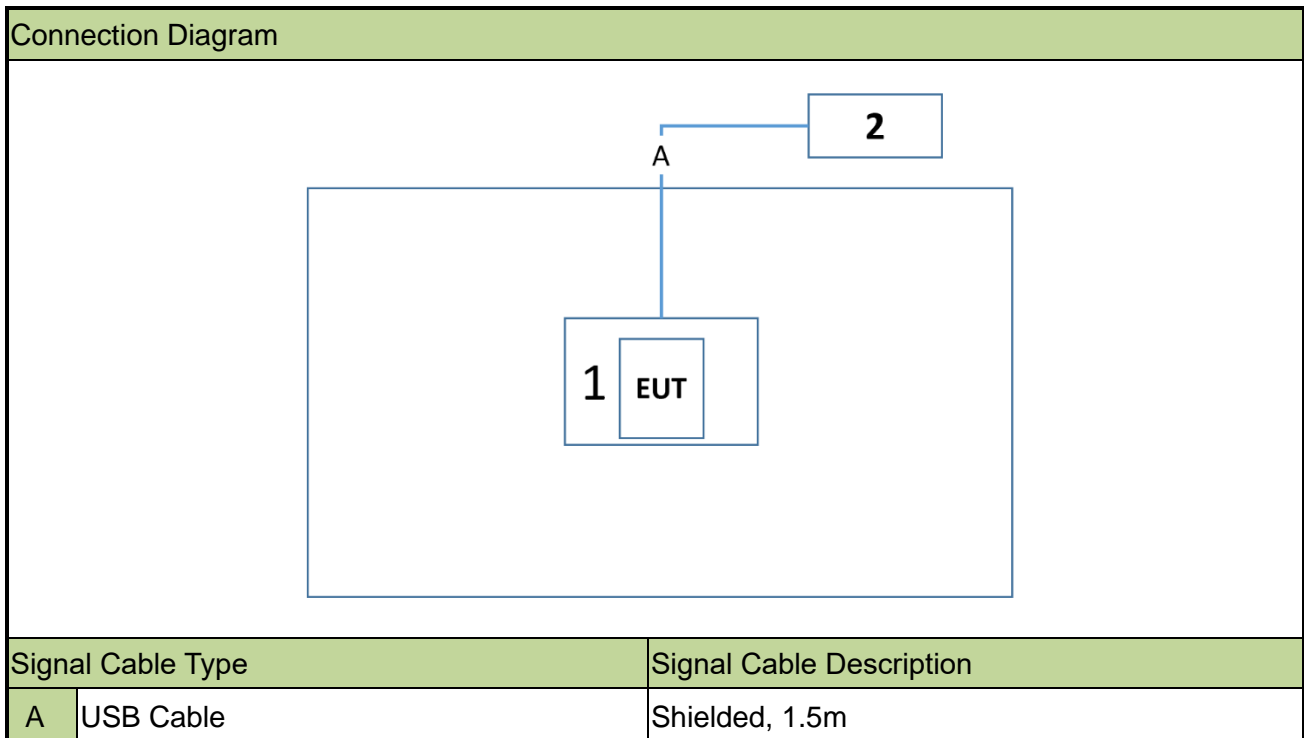 Connection Diagram
2
A
1 EUT
Signal Cable Type Signal Cable Description
A USB Cable Shielded, 1.5m